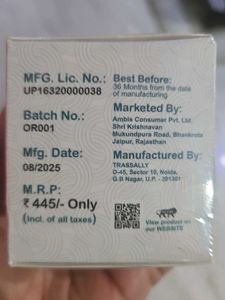 MFG. Lic. No.:
UP16320000038
Batch No.:
OR001
Mfg. Date:
08/2025
M.R.P:
₹ 445/- Only
(Incl. of all taxes)
Best Before:
36 Months from the date
of manufacturing
Marketed By:
Ambis Consumer Pvt. Ltd.
Shri Krishnavan
Mukundpura Road, Bhankrota
Jaipur, Rajasthan
Manufactured By:
TRASSALLY
D-45, Sector 10, Noida,
G.B Nagar, U.P. - 201301
View product on
our WEBSITE